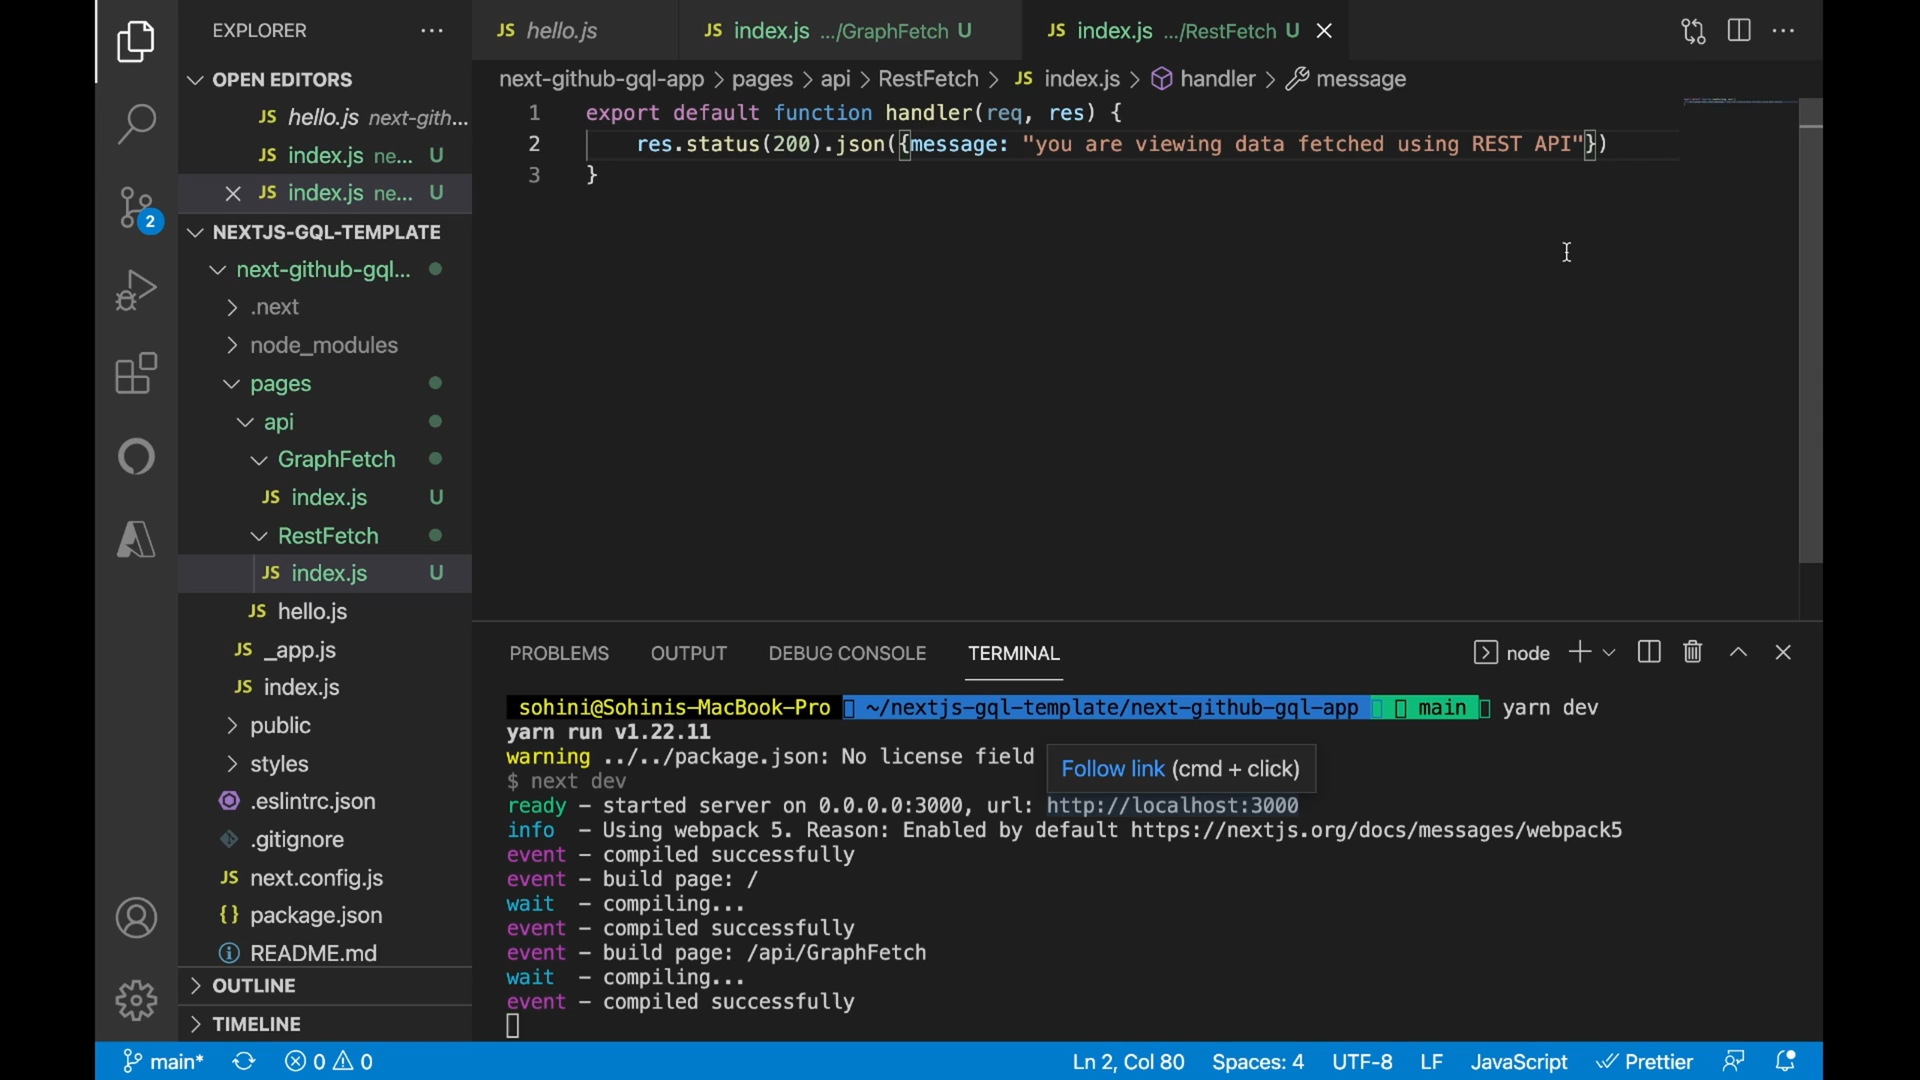 EXPLORER
OPEN EDITORS
JS hello.js next-gith...
JS index.js ne... U
JS index.js ne... U
2
NEXTJS-GQL-TEMPLATE
next-github-gql...
.next
node_modules
pages
api
GraphFetch
JS index.js U
RestFetch
JS index.js U
JS hello.js
JS _app.js
JS index.js
public
styles
.eslintrc.json
.gitignore
JS next.config.js
{} package.json
README.md
OUTLINE
TIMELINE
JS hello.js JS index.js .../GraphFetch U JS index.js .../RestFetch U
next-github-gql-app > pages > api > RestFetch > JS index.js > handler > message
1 export default function handler(req, res) {
2 res.status(200).json({message: "you are viewing data fetched using REST API"})
3 }
PROBLEMS OUTPUT DEBUG CONSOLE TERMINAL node
sohini@Sohinis-MacBook-Pro ~/nextjs-gql-template/next-github-gql-app main yarn dev
yarn run v1.22.11
warning ../../package.json: No license field
Follow link (cmd + click)
$ next dev
ready - started server on 0.0.0.0:3000, url: http://localhost:3000
info - Using webpack 5. Reason: Enabled by default https://nextjs.org/docs/messages/webpack5
event - compiled successfully
event - build page: /
wait - compiling...
event - compiled successfully
event - build page: /api/GraphFetch
wait - compiling...
event - compiled successfully
main* 0 0 Ln 2, Col 80 Spaces: 4 UTF-8 LF JavaScript Prettier